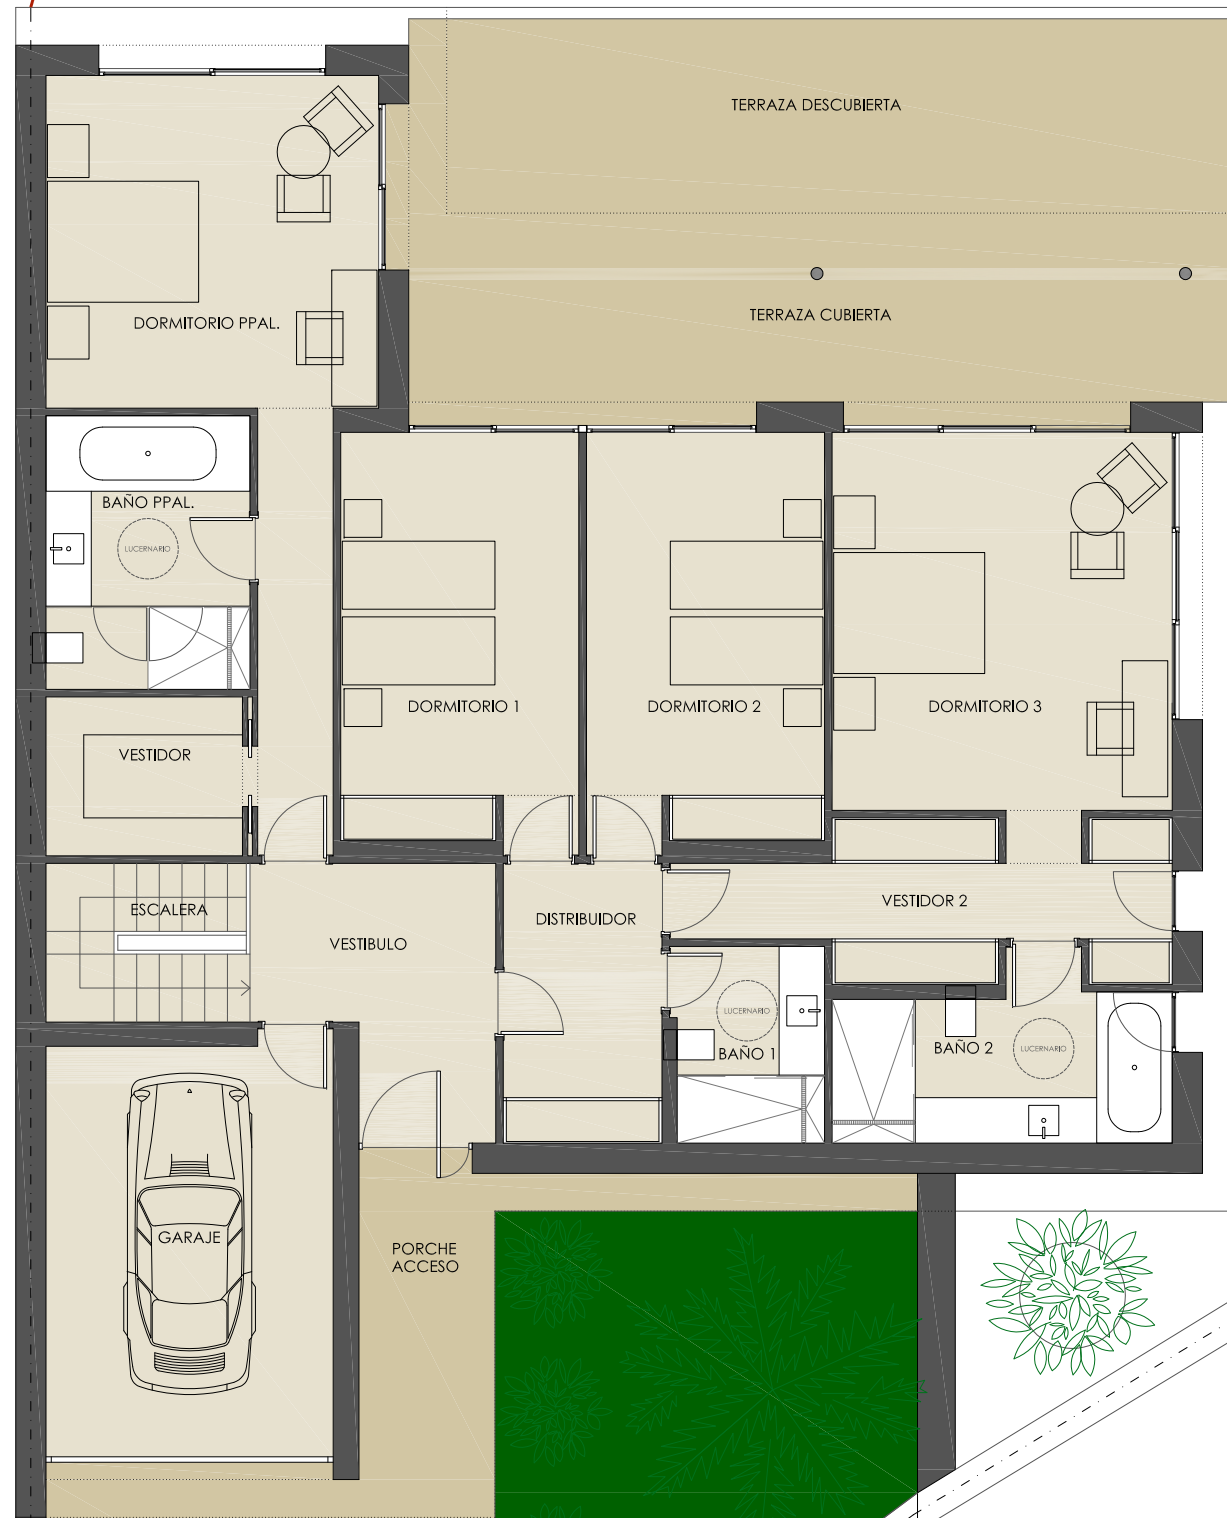 TERRAZA DESCUBIERTA
TERRAZA CUBIERTA
DORMITORIO PPAL.
BAÑO PPAL.
LUCERNARIO
DORMITORIO 1
DORMITORIO 2
DORMITORIO 3
VESTIDOR
ESCALERA
VESTIBULO
DISTRIBUIDOR
VESTIDOR 2
LUCERNARIO
BAÑO 1
BAÑO 2
LUCERNARIO
GARAJE
PORCHE
ACCESO